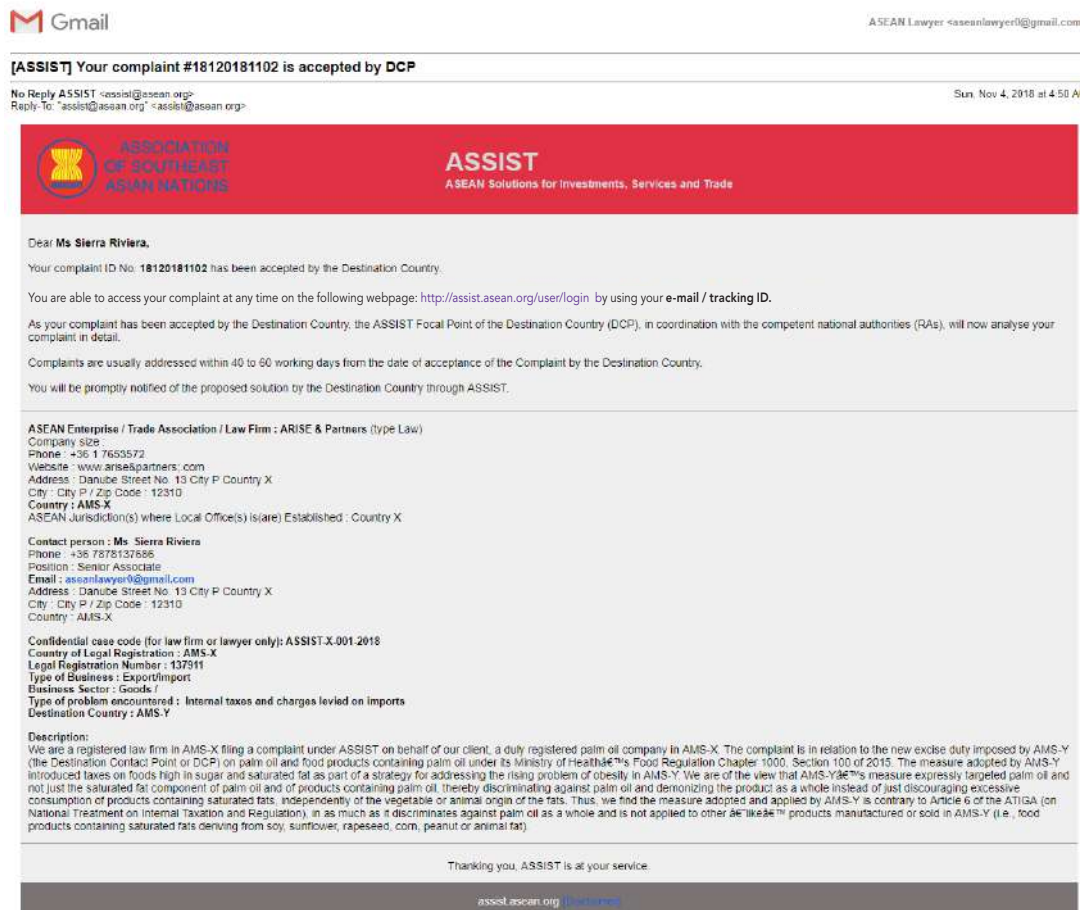 Gmail
ASEAN Lawyer <aseanlawyer0@gmail.com
[ASSIST] Your complaint #18120181102 is accepted by DCP
No Reply ASSIST <assist@asean.org>
Sun, Nov 4, 2018 at 4:50 A
Reply-To: "assist@asean.org" <assist@asean.org>
ASSOCIATION
OF SOUTHEAST
ASIAN NATIONS
ASSIST
ASEAN Solutions for Investments, Services and Trade
Dear Ms Sierra Riviera,
Your complaint ID No. 18120181102 has been accepted by the Destination Country.
You are able to access your complaint at any time on the following webpage: http://assist.asean.org/user/login by using your e-mail / tracking ID.
As your complaint has been accepted by the Destination Country, the ASSIST Focal Point of the Destination Country (DCP), in coordination with the competent national authorities (RAs), will now analyse your
complaint in detail.
Complaints are usually addressed within 40 to 60 working days from the date of acceptance of the Complaint by the Destination Country.
You will be promptly notified of the proposed solution by the Destination Country through ASSIST.
ASEAN Enterprise / Trade Association / Law Firm : ARISE & Partners (type Law)
Company size :
Phone : +36 1 7653572
Website : www.arise&partners;.com
Address : Danube Street No. 13 City P Country X
City : City P / Zip Code : 12310
Country : AMS-X
ASEAN Jurisdiction(s) where Local Office(s) is(are) Established : Country X
Contact person : Ms Sierra Riviera
Phone : +36 7878137686
Position : Senior Associate
Email : aseanlawyer0@gmail.com
Address : Danube Street No. 13 City P Country X
City : City P / Zip Code : 12310
Country : AMS-X
Confidential case code (for law firm or lawyer only): ASSIST-X-001-2018
Country of Legal Registration : AMS-X
Legal Registration Number : 137911
Type of Business : Export/Import
Business Sector : Goods /
Type of problem encountered : Internal taxes and charges levied on imports
Destination Country : AMS-Y
Description:
We are a registered law firm in AMS-X filing a complaint under ASSIST on behalf of our client, a duly registered palm oil company in AMS-X. The complaint is in relation to the new excise duty imposed by AMS-Y
(the Destination Contact Point or DCP) on palm oil and food products containing palm oil under its Ministry of Healthâ€™s Food Regulation Chapter 1000, Section 100 of 2015. The measure adopted by AMS-Y
introduced taxes on foods high in sugar and saturated fat as part of a strategy for addressing the rising problem of obesity in AMS-Y. We are of the view that AMS-Yâ€™s measure expressly targeted palm oil and
not just the saturated fat component of palm oil and of products containing palm oil, thereby discriminating against palm oil and demonizing the product as a whole instead of just discouraging excessive
consumption of products containing saturated fats, independently of the vegetable or animal origin of the fats. Thus, we find the measure adopted and applied by AMS-Y is contrary to Article 6 of the ATIGA (on
National Treatment on Internal Taxation and Regulation), in as much as it discriminates against palm oil as a whole and is not applied to other â€˜likeâ€™ products manufactured or sold in AMS-Y (i.e., food
products containing saturated fats deriving from soy, sunflower, rapeseed, corn, peanut or animal fat).
Thanking you, ASSIST is at your service.
assist.asean.org